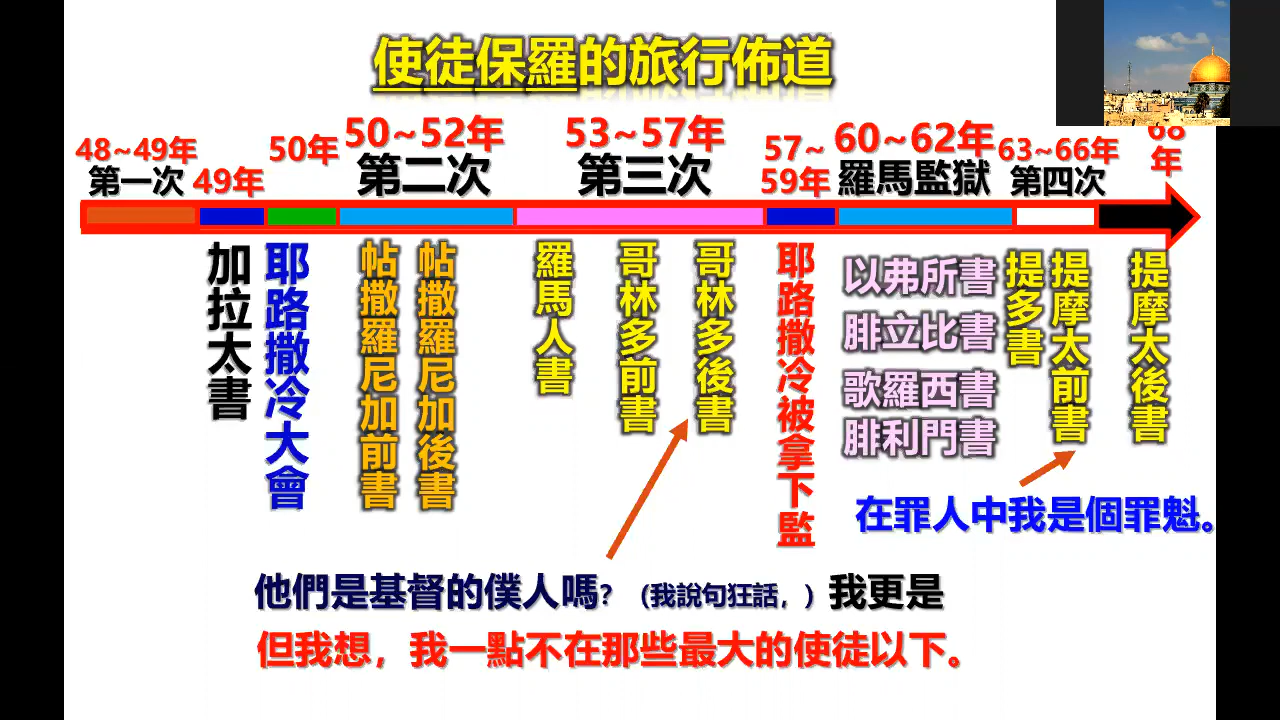 使徒保羅的旅行佈道
48~49年
第一次
49年
50年
50~52年
第二次
53~57年
第三次
57~
59年
60~62年
羅馬監獄
63~66年
第四次
68
年
加拉太書
耶路撒冷大會
帖撒羅尼加前書
帖撒羅尼加後書
羅馬人書
哥林多前書
哥林多後書
耶路撒冷被拿下監
以弗所書
腓立比書
歌羅西書
腓利門書
提多書
提摩太前書
提摩太後書
在罪人中我是個罪魁。
他們是基督的僕人嗎？（我說句狂話，）我更是
但我想，我一點不在那些最大的使徒以下。